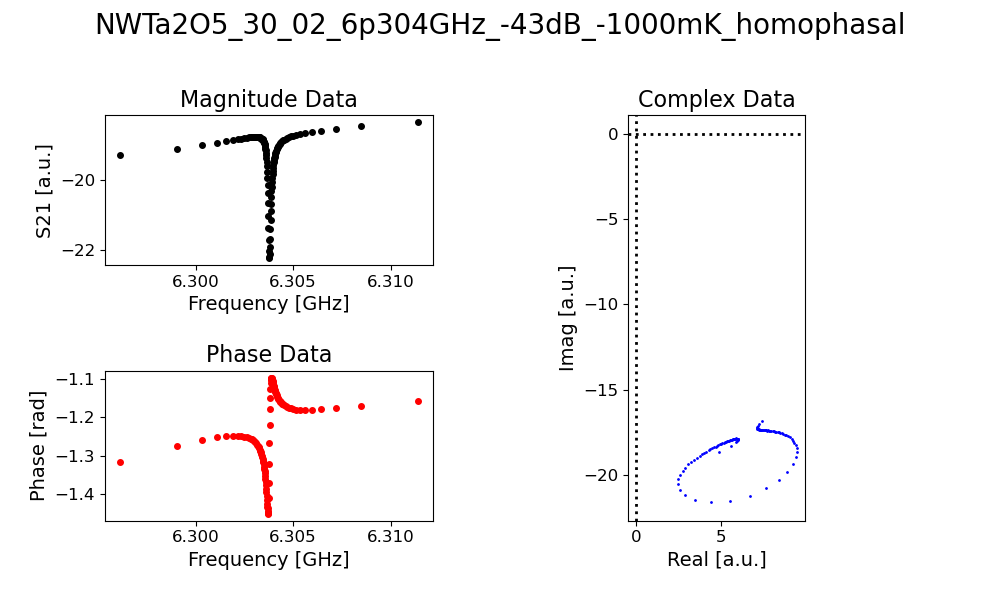 NWTa2O5_30_02_6p304GHz_-43dB_-1000mK_homophasal
Magnitude Data
S21 [a.u.]
−20
−22
6.300 6.305 6.310
Frequency [GHz]
Phase Data
Phase [rad]
−1.1
−1.2
−1.3
−1.4
6.300 6.305 6.310
Frequency [GHz]
Complex Data
Imag [a.u.]
0
−5
−10
−15
−20
0 5
Real [a.u.]